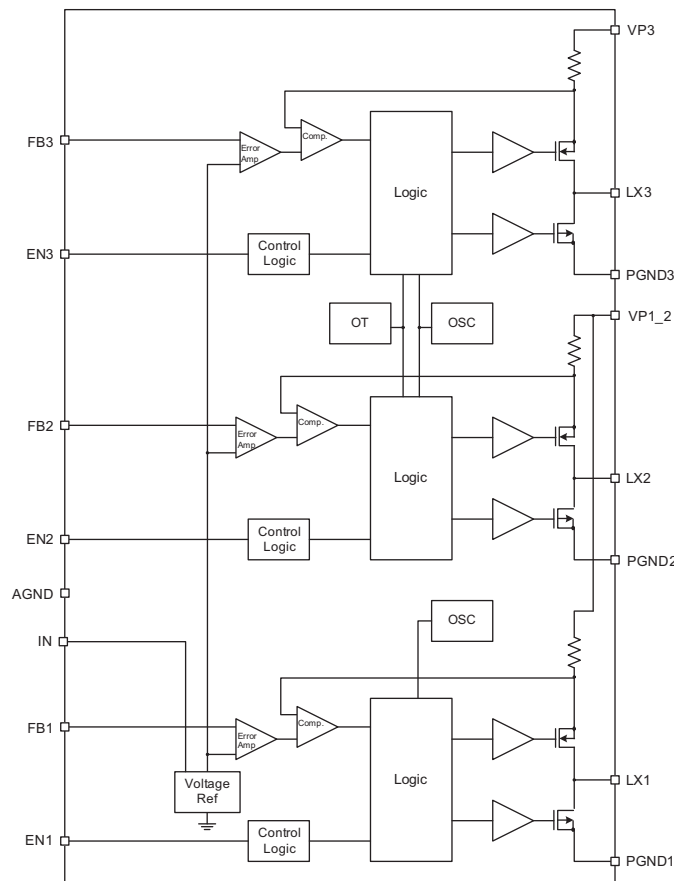 VP3
FB3
Error
Amp
Comp.
Logic
LX3
EN3
Control
Logic
PGND3
OT
OSC
VP1_2
FB2
Error
Amp
Comp.
Logic
LX2
EN2
Control
Logic
PGND2
AGND
OSC
IN
FB1
Error
Amp
Comp.
Logic
Voltage
Ref
LX1
EN1
Control
Logic
PGND1